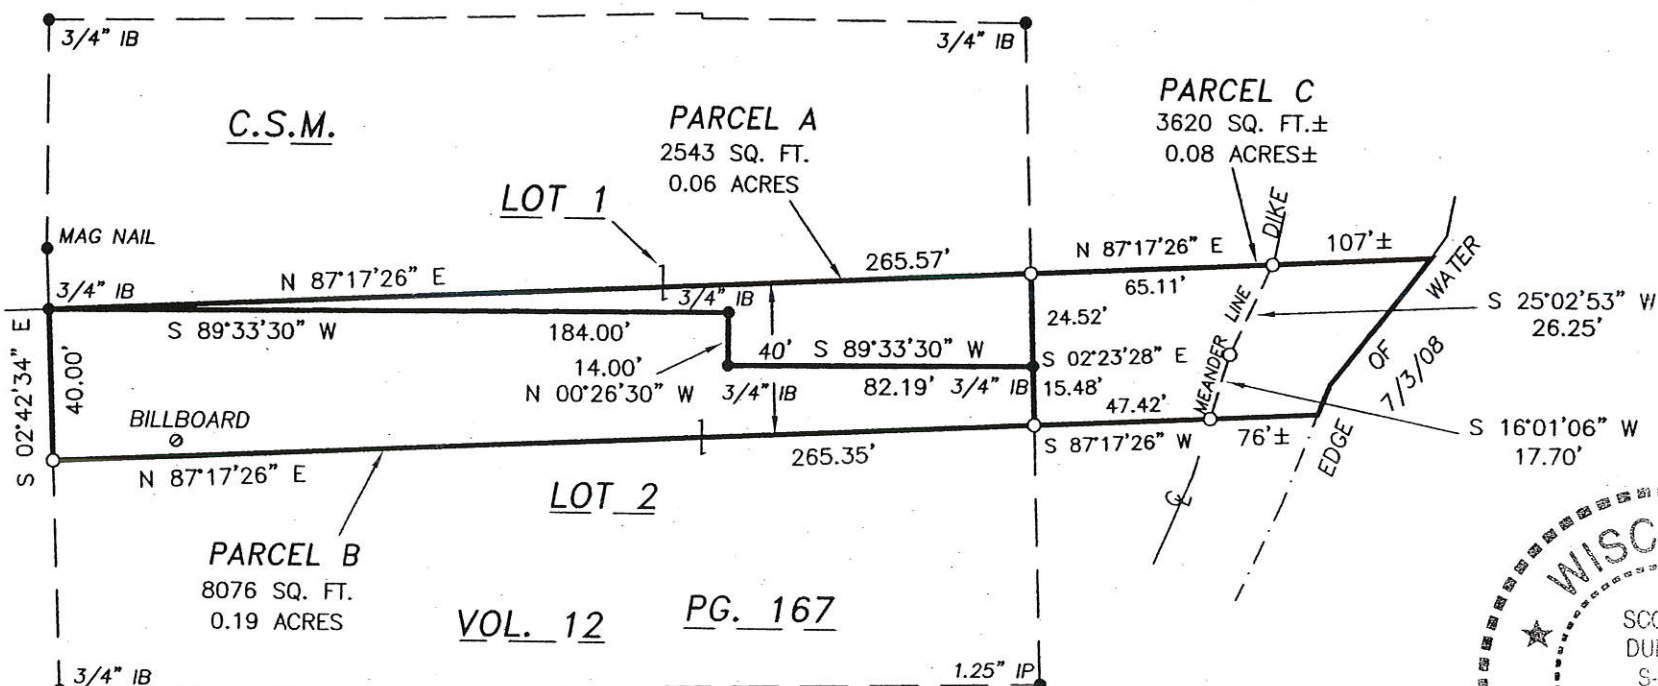 3/4" IB
3/4" IB
C.S.M.
PARCEL A
2543 SQ. FT.
0.06 ACRES
PARCEL C
3620 SQ. FT.±
0.08 ACRES±
LOT 1
DIKE
MAG NAIL
N 87°17'26" E
265.57'
N 87°17'26" E
107'±
65.11'
3/4" IB
3/4" IB
S 89°33'30" W
184.00'
24.52'
MEANDER LINE
EDGE OF WATER
7/3/08
S 25°02'53" W
26.25'
S 02°42'34" E
40.00'
14.00'
N 00°26'30" W
40'
S 89°33'30" W
S 02°23'28" E
3/4" IB
82.19'
3/4" IB
15.48'
47.42'
BILLBOARD
S 87°17'26" W
76'±
S 16°01'06" W
17.70'
N 87°17'26" E
265.35'
LOT 2
CL
PARCEL B
8076 SQ. FT.
0.19 ACRES
VOL. 12
PG. 167
3/4" IB
1.25" IP
WISC
SCO
DU
S-